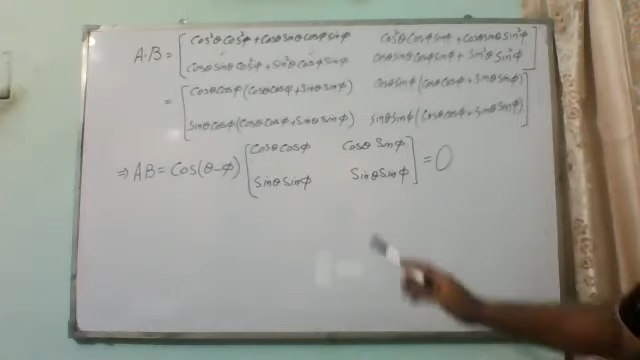 A·B = [ Cos²θ Cos²φ + Cosθ Sinθ Cosφ Sinφ Cos²θ Cosφ Sinφ + Cosθ Sinθ Sin²φ
Cosθ Sinθ Cos²φ + Sin²θ Cosφ Sinφ Cosθ Sinθ Cosφ Sinφ + Sin²θ Sin²φ ]
= [ Cosθ Cosφ (Cosθ Cosφ + Sinθ Sinφ) Cosθ Sinφ (Cosθ Cosφ + Sinθ Sinφ)
Sinθ Cosφ (Cosθ Cosφ + Sinθ Sinφ) Sinθ Sinφ (Cosθ Cosφ + Sinθ Sinφ) ]
⇒ AB = Cos(θ-φ) [ Cosθ Cosφ Cosθ Sinφ ] = 0
Sinθ Sinφ Sinθ Sinφ